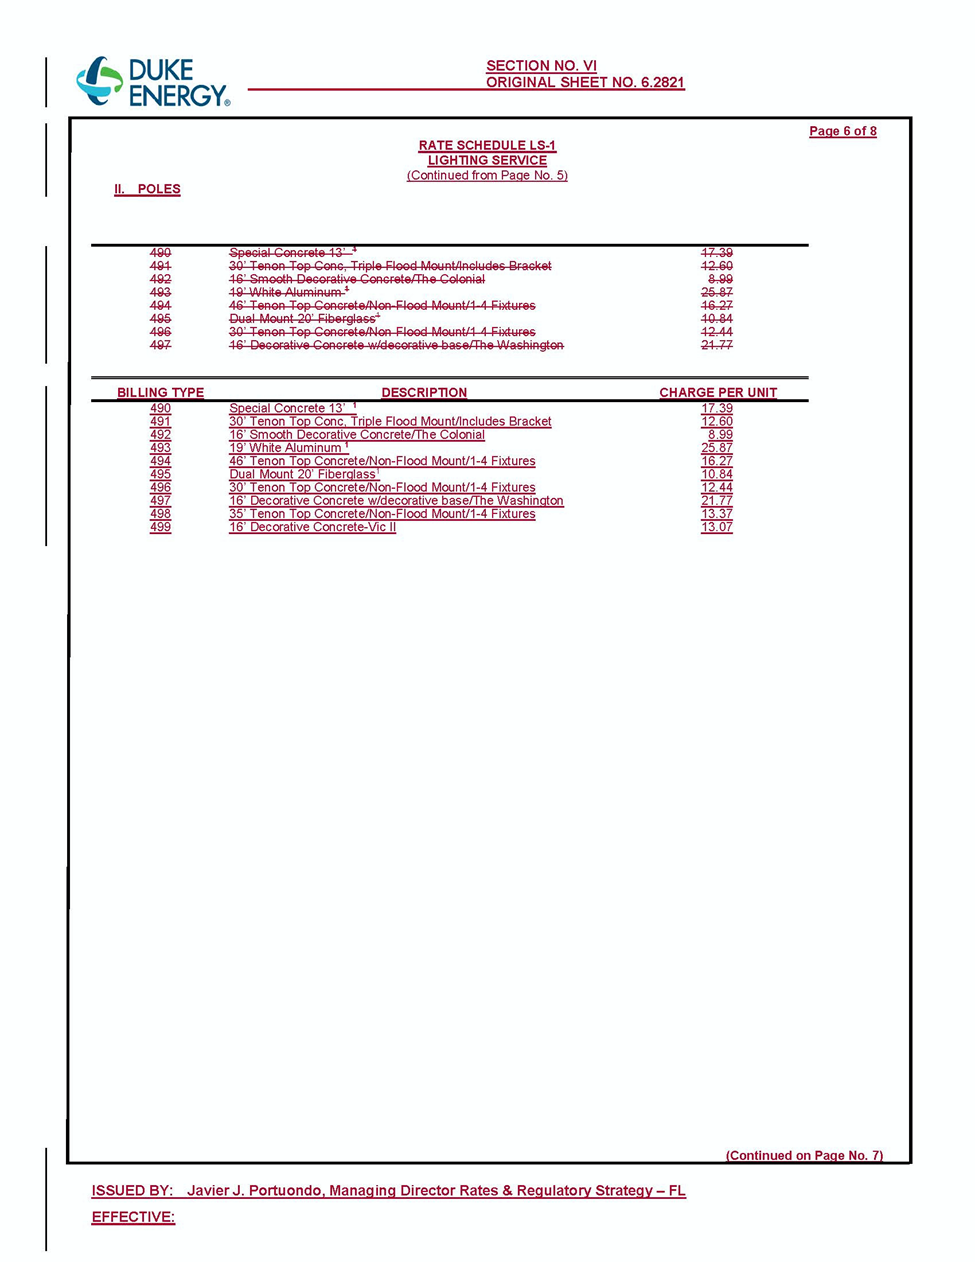 DUKE
ENERGY®
SECTION NO. VI
ORIGINAL SHEET NO. 6.2821
Page 6 of 8
RATE SCHEDULE LS-1
LIGHTING SERVICE
(Continued from Page No. 5)
II. POLES
490 Special Concrete 13’ 1 17.39
491 30’ Tenon Top Conc, Triple Flood Mount/Includes Bracket 12.60
492 16’ Smooth Decorative Concrete/The Colonial 8.99
493 19’ White Aluminum 1 25.87
494 46’ Tenon Top Concrete/Non-Flood Mount/1-4 Fixtures 16.27
495 Dual Mount 20’ Fiberglass1 10.84
496 30’ Tenon Top Concrete/Non-Flood Mount/1-4 Fixtures 12.44
497 16’ Decorative Concrete w/decorative base/The Washington 21.77
BILLING TYPE DESCRIPTION CHARGE PER UNIT
490 Special Concrete 13’ 1 17.39
491 30’ Tenon Top Conc, Triple Flood Mount/Includes Bracket 12.60
492 16’ Smooth Decorative Concrete/The Colonial 8.99
493 19’ White Aluminum 1 25.87
494 46’ Tenon Top Concrete/Non-Flood Mount/1-4 Fixtures 16.27
495 Dual Mount 20’ Fiberglass1 10.84
496 30’ Tenon Top Concrete/Non-Flood Mount/1-4 Fixtures 12.44
497 16’ Decorative Concrete w/decorative base/The Washington 21.77
498 35’ Tenon Top Concrete/Non-Flood Mount/1-4 Fixtures 13.37
499 16’ Decorative Concrete-Vic II 13.07
(Continued on Page No. 7)
ISSUED BY: Javier J. Portuondo, Managing Director Rates & Regulatory Strategy – FL
EFFECTIVE: